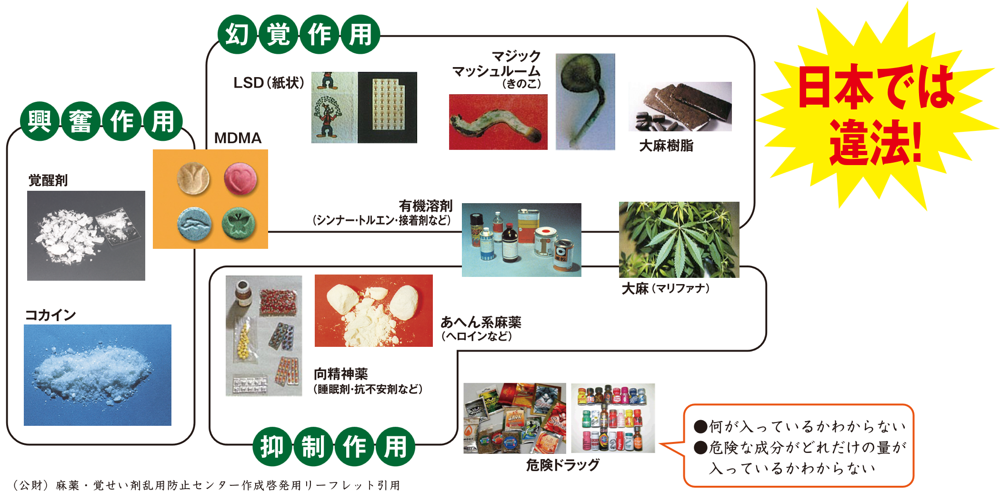 幻覚作用
LSD（紙状）
マジック
マッシュルーム
（きのこ）
大麻樹脂
日本では
違法！
興奮作用
MDMA
覚醒剤
有機溶剤
（シンナー・トルエン・接着剤など）
大麻（マリファナ）
コカイン
あへん系麻薬
（ヘロインなど）
向精神薬
（睡眠剤・抗不安剤など）
抑制作用
危険ドラッグ
●何が入っているかわからない
●危険な成分がどれだけの量が
入っているかわからない
（公財）麻薬・覚せい剤乱用防止センター作成啓発用リーフレット引用